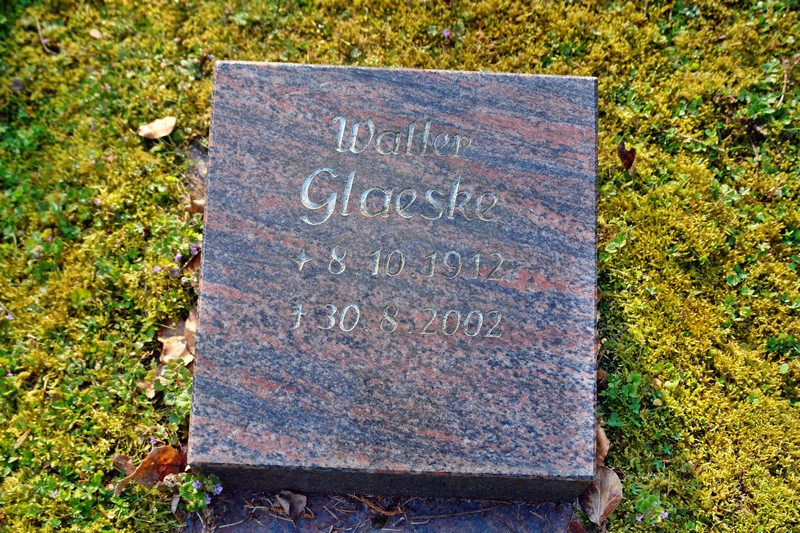 Walter
Glaeske
✦ 8.10.1912
† 30.8.2002